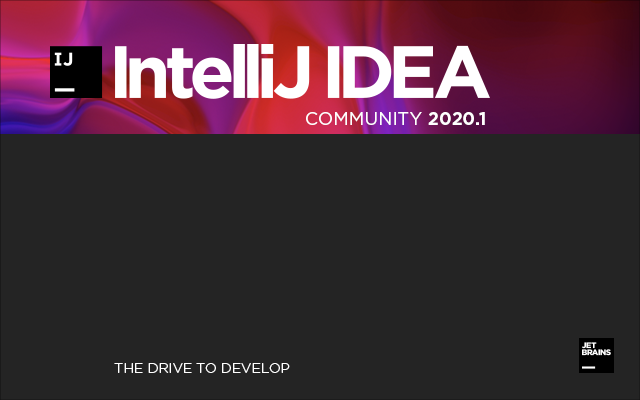 IJ
IntelliJ IDEA
COMMUNITY 2020.1
THE DRIVE TO DEVELOP
JET
BRAINS